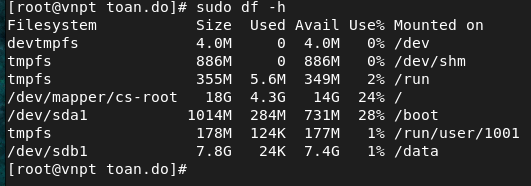 [root@vnpt toan.do]# sudo df -h
Filesystem Size Used Avail Use% Mounted on
devtmpfs 4.0M 0 4.0M 0% /dev
tmpfs 886M 0 886M 0% /dev/shm
tmpfs 355M 5.6M 349M 2% /run
/dev/mapper/cs-root 18G 4.3G 14G 24% /
/dev/sda1 1014M 284M 731M 28% /boot
tmpfs 178M 124K 177M 1% /run/user/1001
/dev/sdb1 7.8G 24K 7.4G 1% /data
[root@vnpt toan.do]#